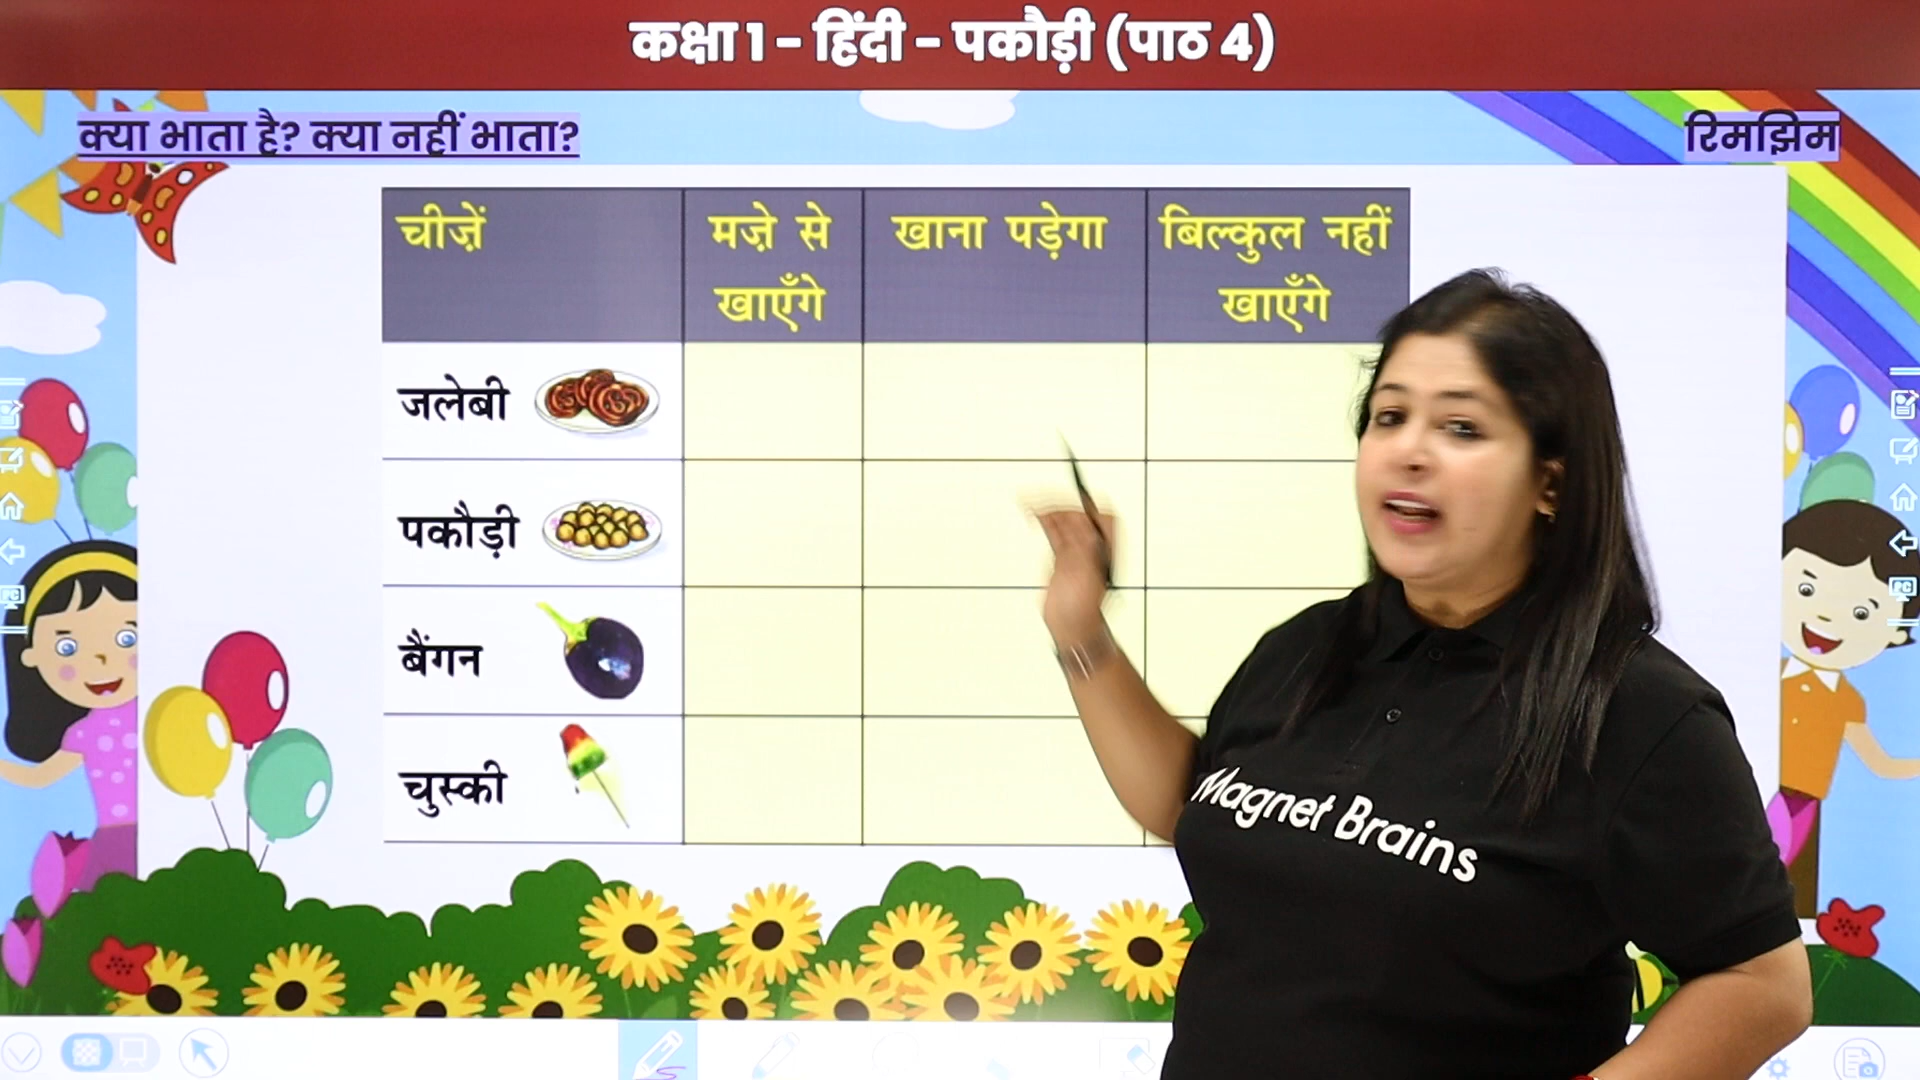 कक्षा 1 - हिंदी - पकौड़ी (पाठ 4)
क्या भाता है? क्या नहीं भाता?
रिमझिम
चीज़ें
मज़े से
खाएँगे
खाना पड़ेगा
बिल्कुल नहीं
खाएँगे
जलेबी
पकौड़ी
बैंगन
चुस्की
Magnet Brains